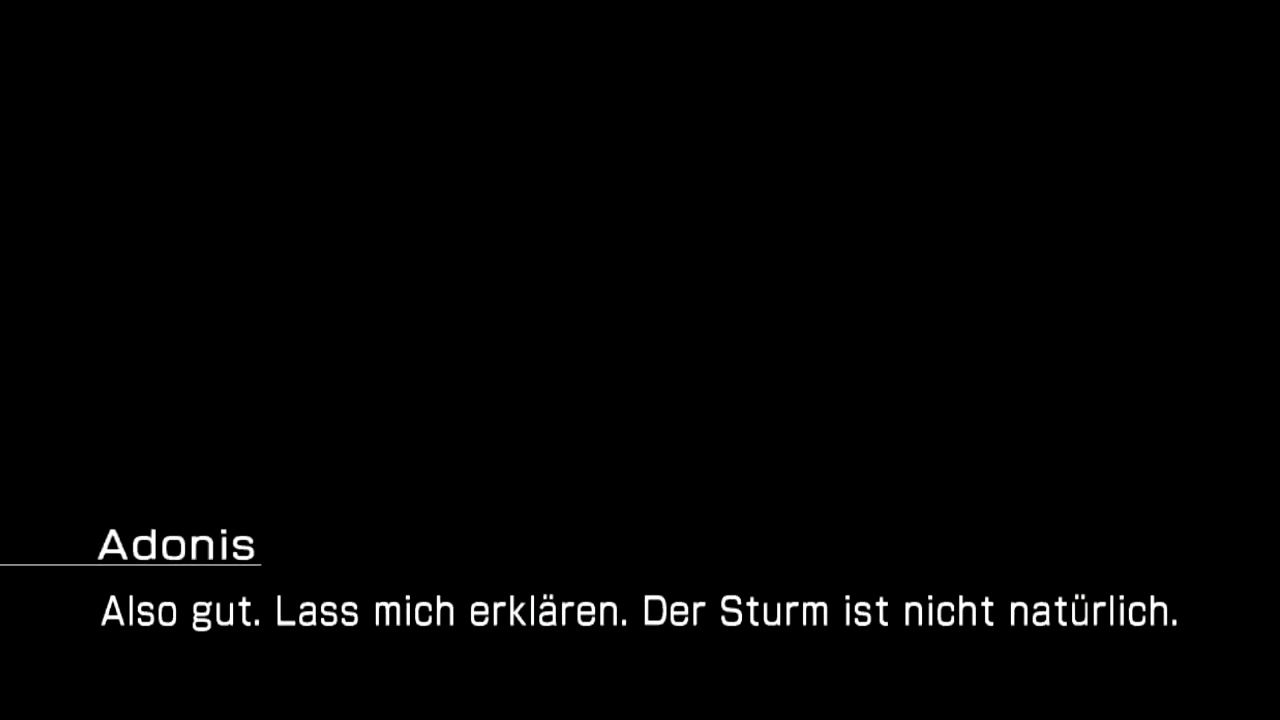 Adonis
Also gut. Lass mich erklären. Der Sturm ist nicht natürlich.